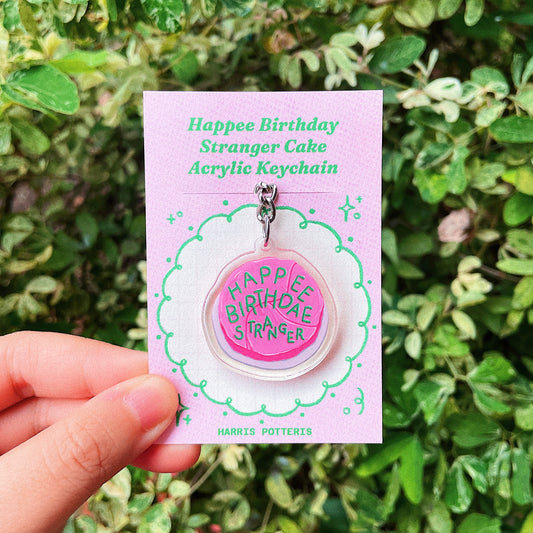 Happee Birthday
Stranger Cake
Acrylic Keychain
HAPPEE
BIRTHDAE
STRANGER
HARRIS POTTERIS